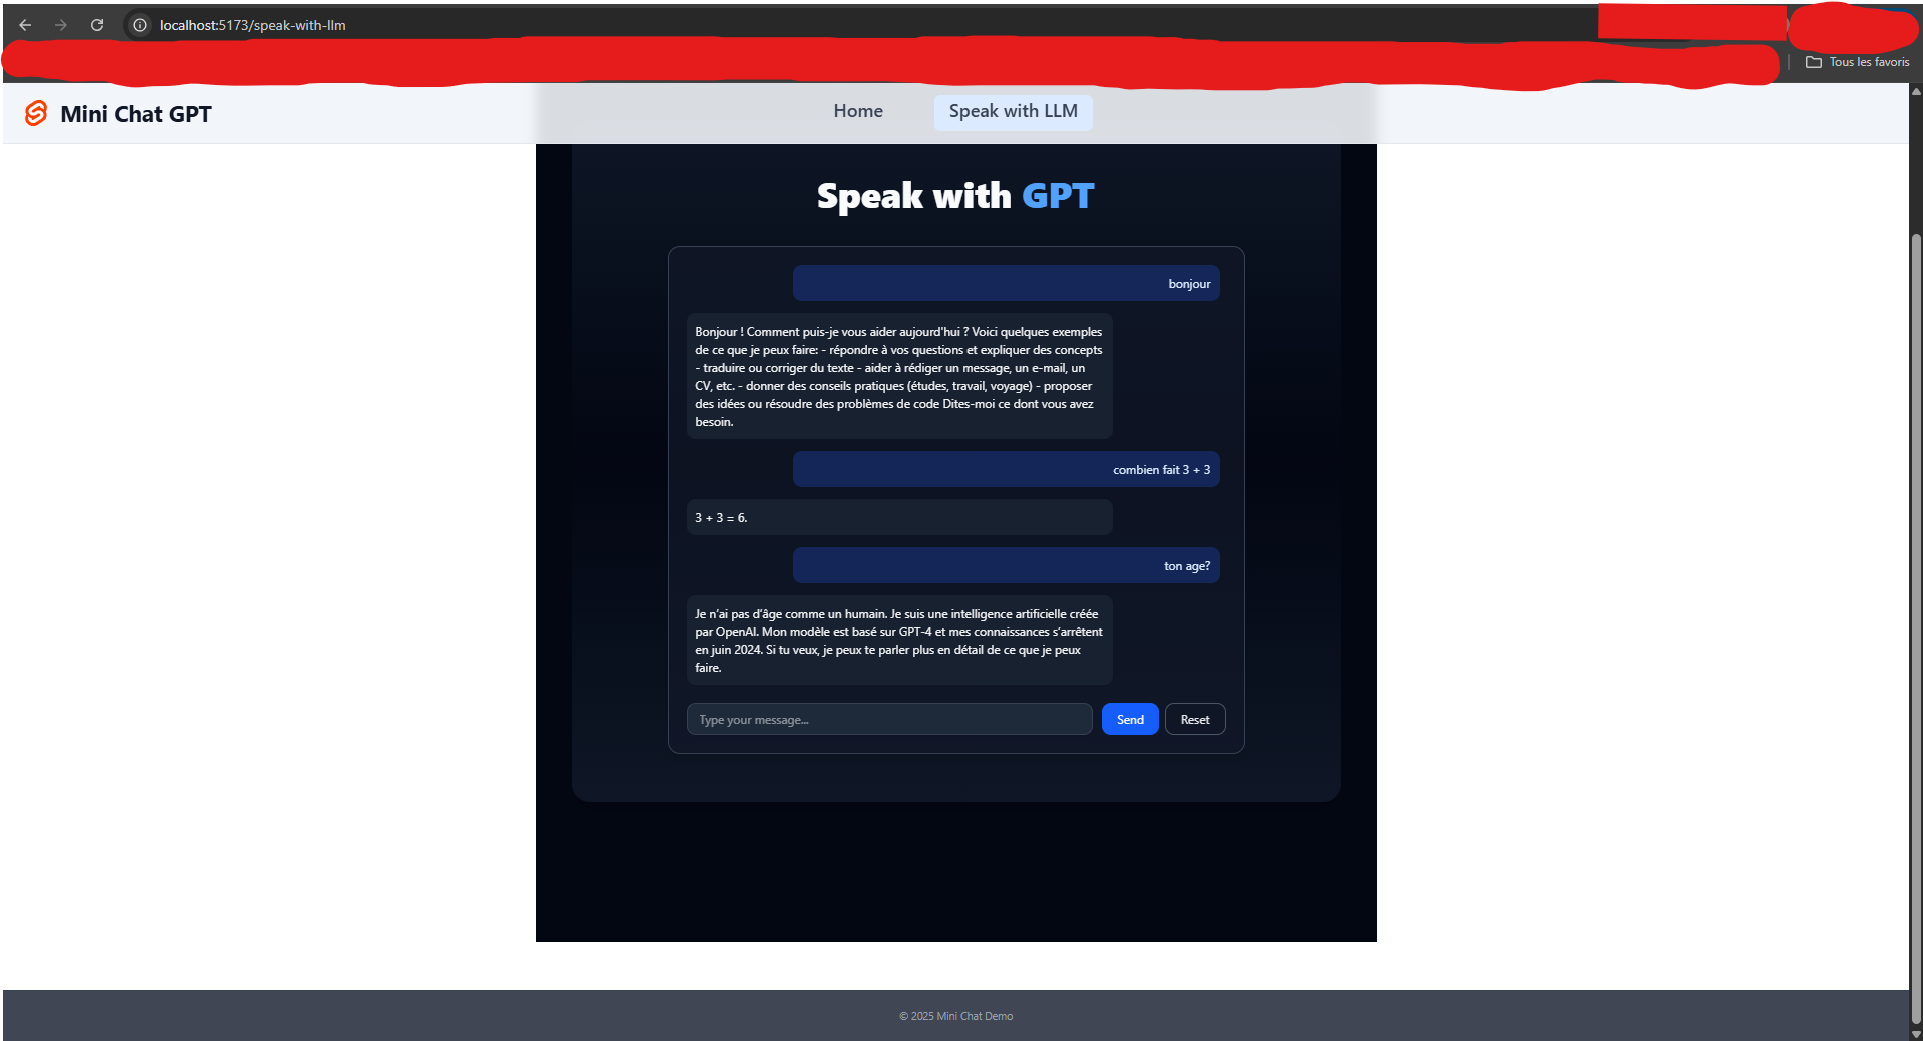 localhost:5173/speak-with-llm
Tous les favoris
Mini Chat GPT
Home
Speak with LLM
Speak with GPT
bonjour
Bonjour ! Comment puis-je vous aider aujourd'hui ? Voici quelques exemples
de ce que je peux faire: - répondre à vos questions et expliquer des concepts
- traduire ou corriger du texte - aider à rédiger un message, un e-mail, un
CV, etc. - donner des conseils pratiques (études, travail, voyage) - proposer
des idées ou résoudre des problèmes de code Dites-moi ce dont vous avez
besoin.
combien fait 3 + 3
3 + 3 = 6.
ton age?
Je n’ai pas d’âge comme un humain. Je suis une intelligence artificielle créée
par OpenAI. Mon modèle est basé sur GPT-4 et mes connaissances s’arrêtent
en juin 2024. Si tu veux, je peux te parler plus en détail de ce que je peux
faire.
Type your message...
Send
Reset
© 2025 Mini Chat Demo